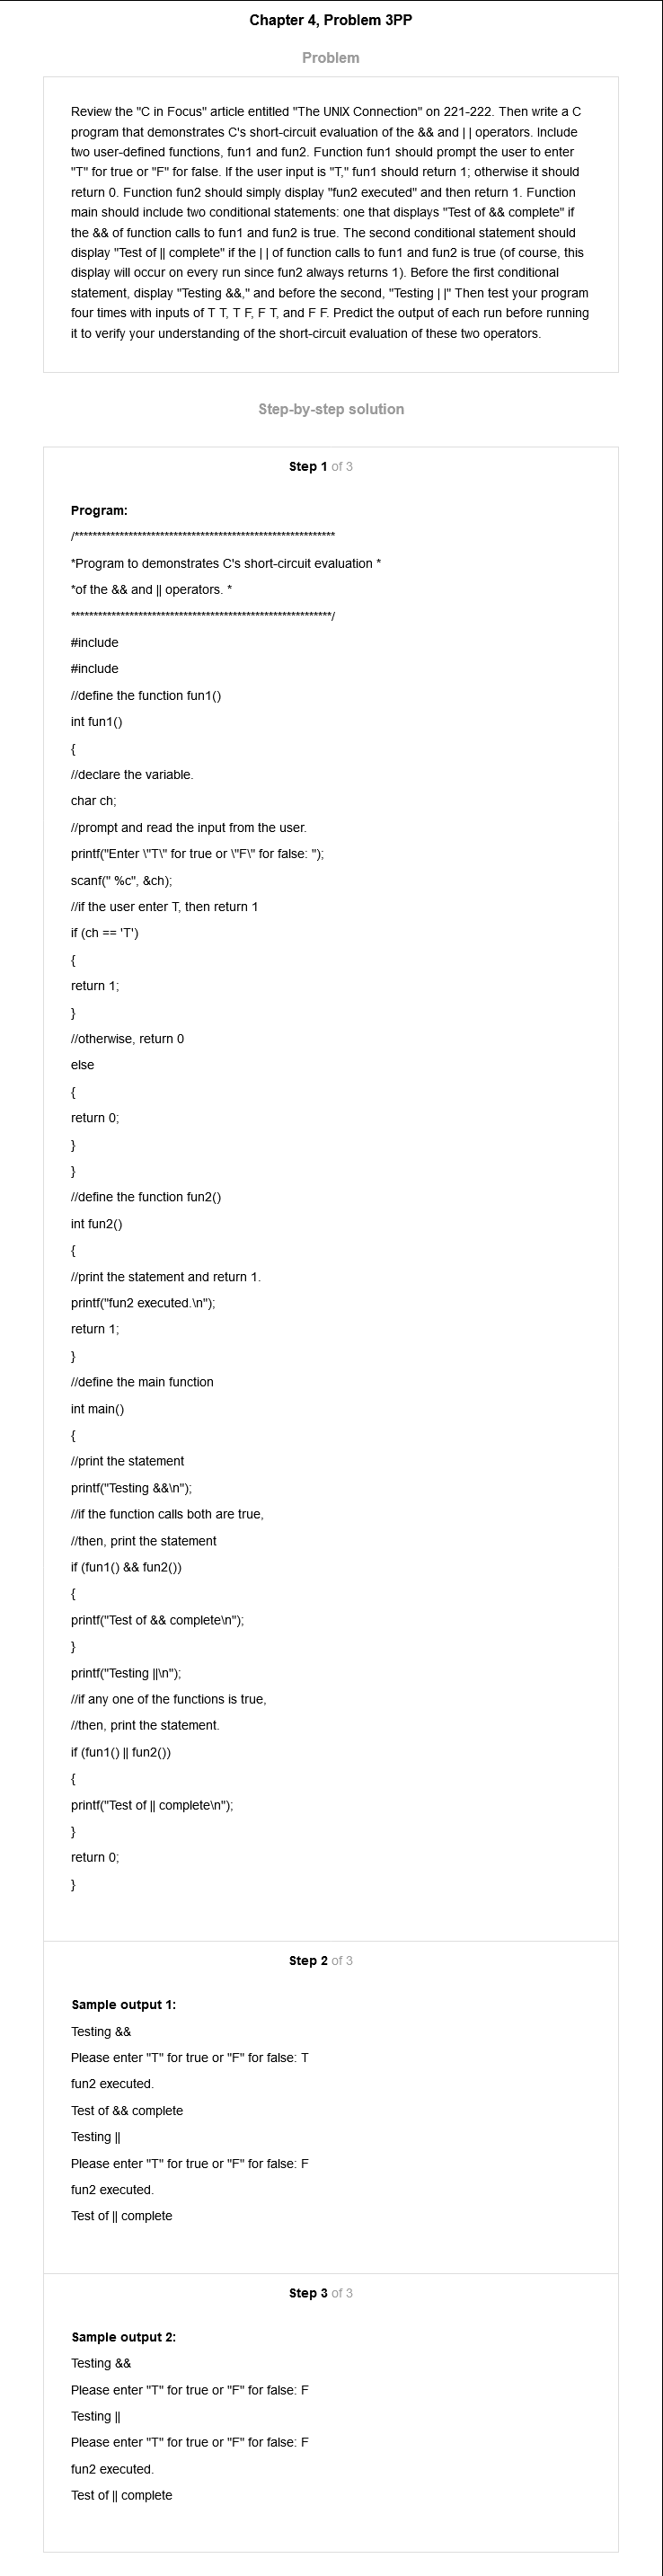 Chapter 4, Problem 3PP
Problem
Review the "C in Focus" article entitled "The UNIX Connection" on 221-222. Then write a C
program that demonstrates C's short-circuit evaluation of the && and | | operators. Include
two user-defined functions, fun1 and fun2. Function fun1 should prompt the user to enter
"T" for true or "F" for false. If the user input is "T," fun1 should return 1; otherwise it should
return 0. Function fun2 should simply display "fun2 executed" and then return 1. Function
main should include two conditional statements: one that displays "Test of && complete" if
the && of function calls to fun1 and fun2 is true. The second conditional statement should
display "Test of || complete" if the | | of function calls to fun1 and fun2 is true (of course, this
display will occur on every run since fun2 always returns 1). Before the first conditional
statement, display "Testing &&," and before the second, "Testing | |" Then test your program
four times with inputs of T T, T F, F T, and F F. Predict the output of each run before running
it to verify your understanding of the short-circuit evaluation of these two operators.
Step-by-step solution
Step 1 of 3
Program:
/**********************************************************
*Program to demonstrates C's short-circuit evaluation *
*of the && and || operators. *
**********************************************************/
#include
#include
//define the function fun1()
int fun1()
{
//declare the variable.
char ch;
//prompt and read the input from the user.
printf("Enter \"T\" for true or \"F\" for false: ");
scanf(" %c", &ch);
//if the user enter T, then return 1
if (ch == 'T')
{
return 1;
}
//otherwise, return 0
else
{
return 0;
}
}
//define the function fun2()
int fun2()
{
//print the statement and return 1.
printf("fun2 executed.\n");
return 1;
}
//define the main function
int main()
{
//print the statement
printf("Testing &&\n");
//if the function calls both are true,
//then, print the statement
if (fun1() && fun2())
{
printf("Test of && complete\n");
}
printf("Testing ||\n");
//if any one of the functions is true,
//then, print the statement.
if (fun1() || fun2())
{
printf("Test of || complete\n");
}
return 0;
}
Step 2 of 3
Sample output 1:
Testing &&
Please enter "T" for true or "F" for false: T
fun2 executed.
Test of && complete
Testing ||
Please enter "T" for true or "F" for false: F
fun2 executed.
Test of || complete
Step 3 of 3
Sample output 2:
Testing &&
Please enter "T" for true or "F" for false: F
Testing ||
Please enter "T" for true or "F" for false: F
fun2 executed.
Test of || complete